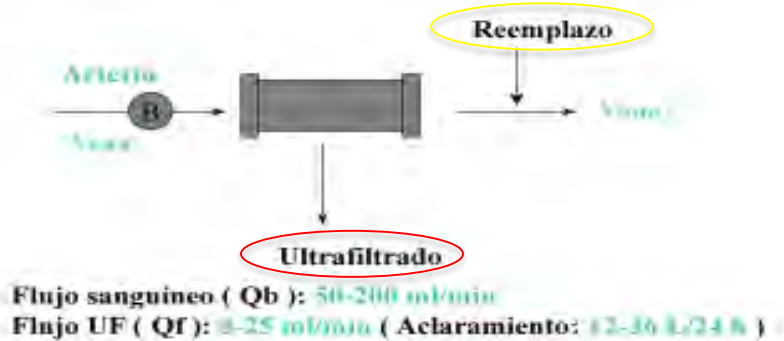 Reemplazo
Arteria
B
Vena
Vena
Ultrafiltrado
Flujo sanguineo ( Qb ): 50-200 ml/min
Flujo UF ( Qf ): 8-25 ml/min ( Aclaramiento: 12-36 L/24 h )